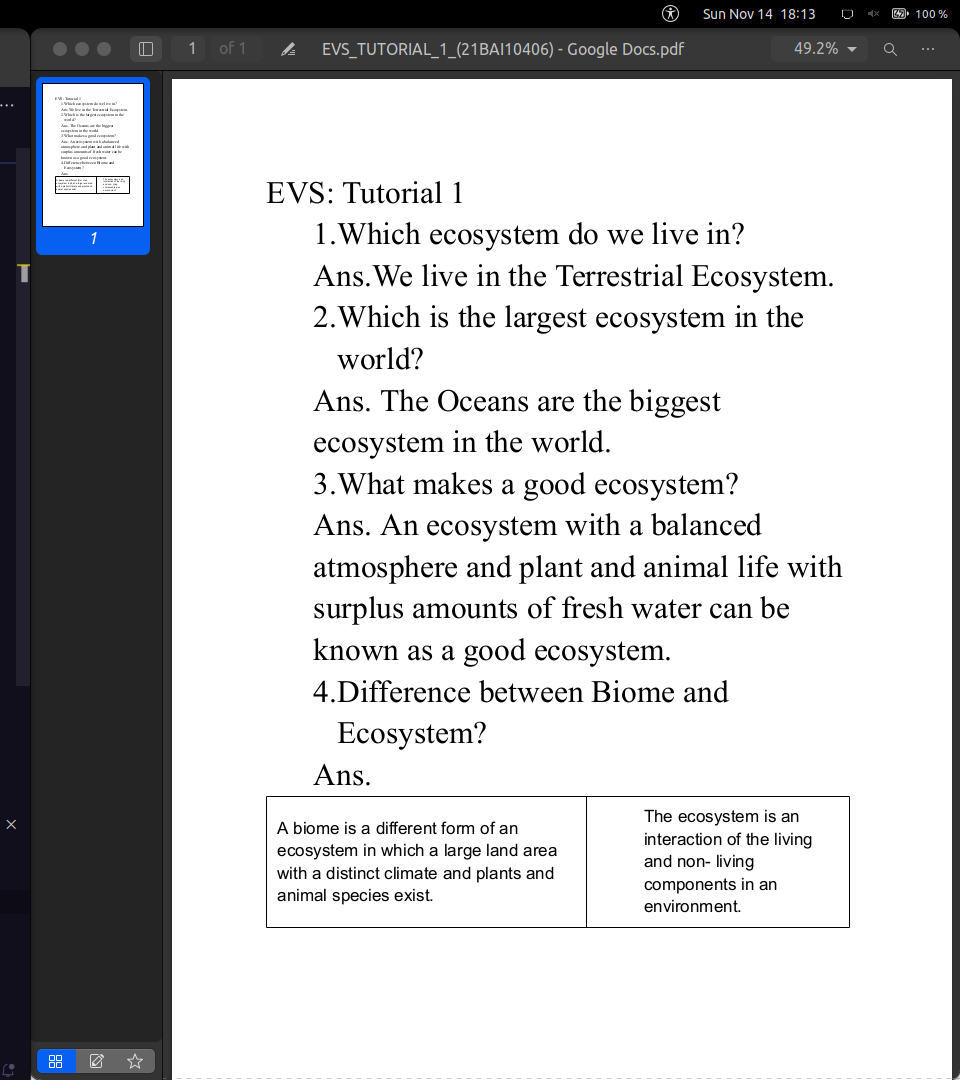 Sun Nov 14 18:13
100 %
1 of 1
EVS_TUTORIAL_1_(21BAI10406) - Google Docs.pdf
49.2%
1
EVS: Tutorial 1
1.Which ecosystem do we live in?
Ans.We live in the Terrestrial Ecosystem.
2.Which is the largest ecosystem in the
world?
Ans. The Oceans are the biggest
ecosystem in the world.
3.What makes a good ecosystem?
Ans. An ecosystem with a balanced
atmosphere and plant and animal life with
surplus amounts of fresh water can be
known as a good ecosystem.
4.Difference between Biome and
Ecosystem?
Ans.
A biome is a different form of an
ecosystem in which a large land area
with a distinct climate and plants and
animal species exist.
The ecosystem is an
interaction of the living
and non- living
components in an
environment.